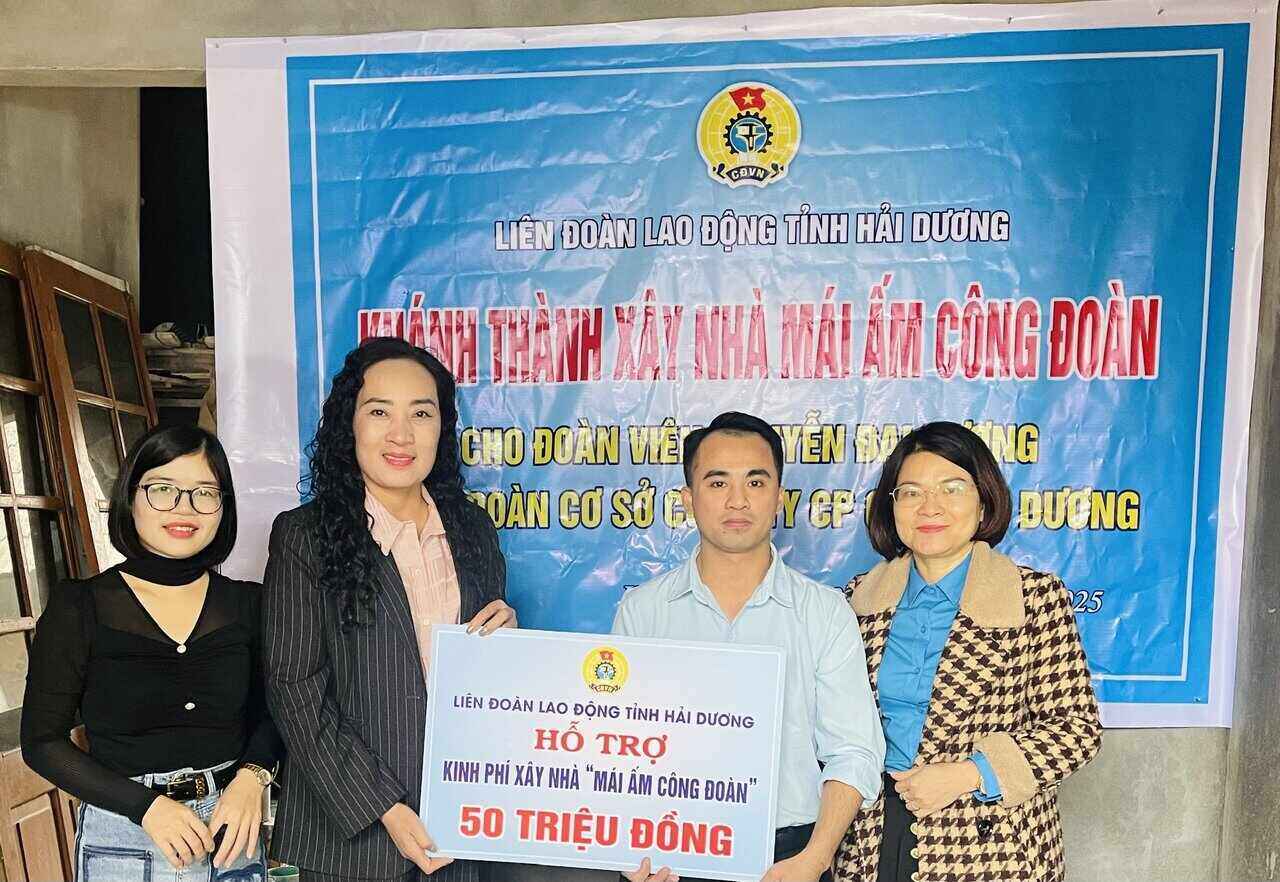 CĐVN
LIÊN ĐOÀN LAO ĐỘNG TỈNH HẢI DƯƠNG
KHÁNH THÀNH XÂY NHÀ MÁI ẤM CÔNG ĐOÀN
CHO ĐOÀN VIÊN
ĐOÀN CƠ SỞ CP DƯƠNG
LIÊN ĐOÀN LAO ĐỘNG TỈNH HẢI DƯƠNG
HỖ TRỢ
KINH PHÍ XÂY NHÀ “MÁI ẤM CÔNG ĐOÀN”
50 TRIỆU ĐỒNG